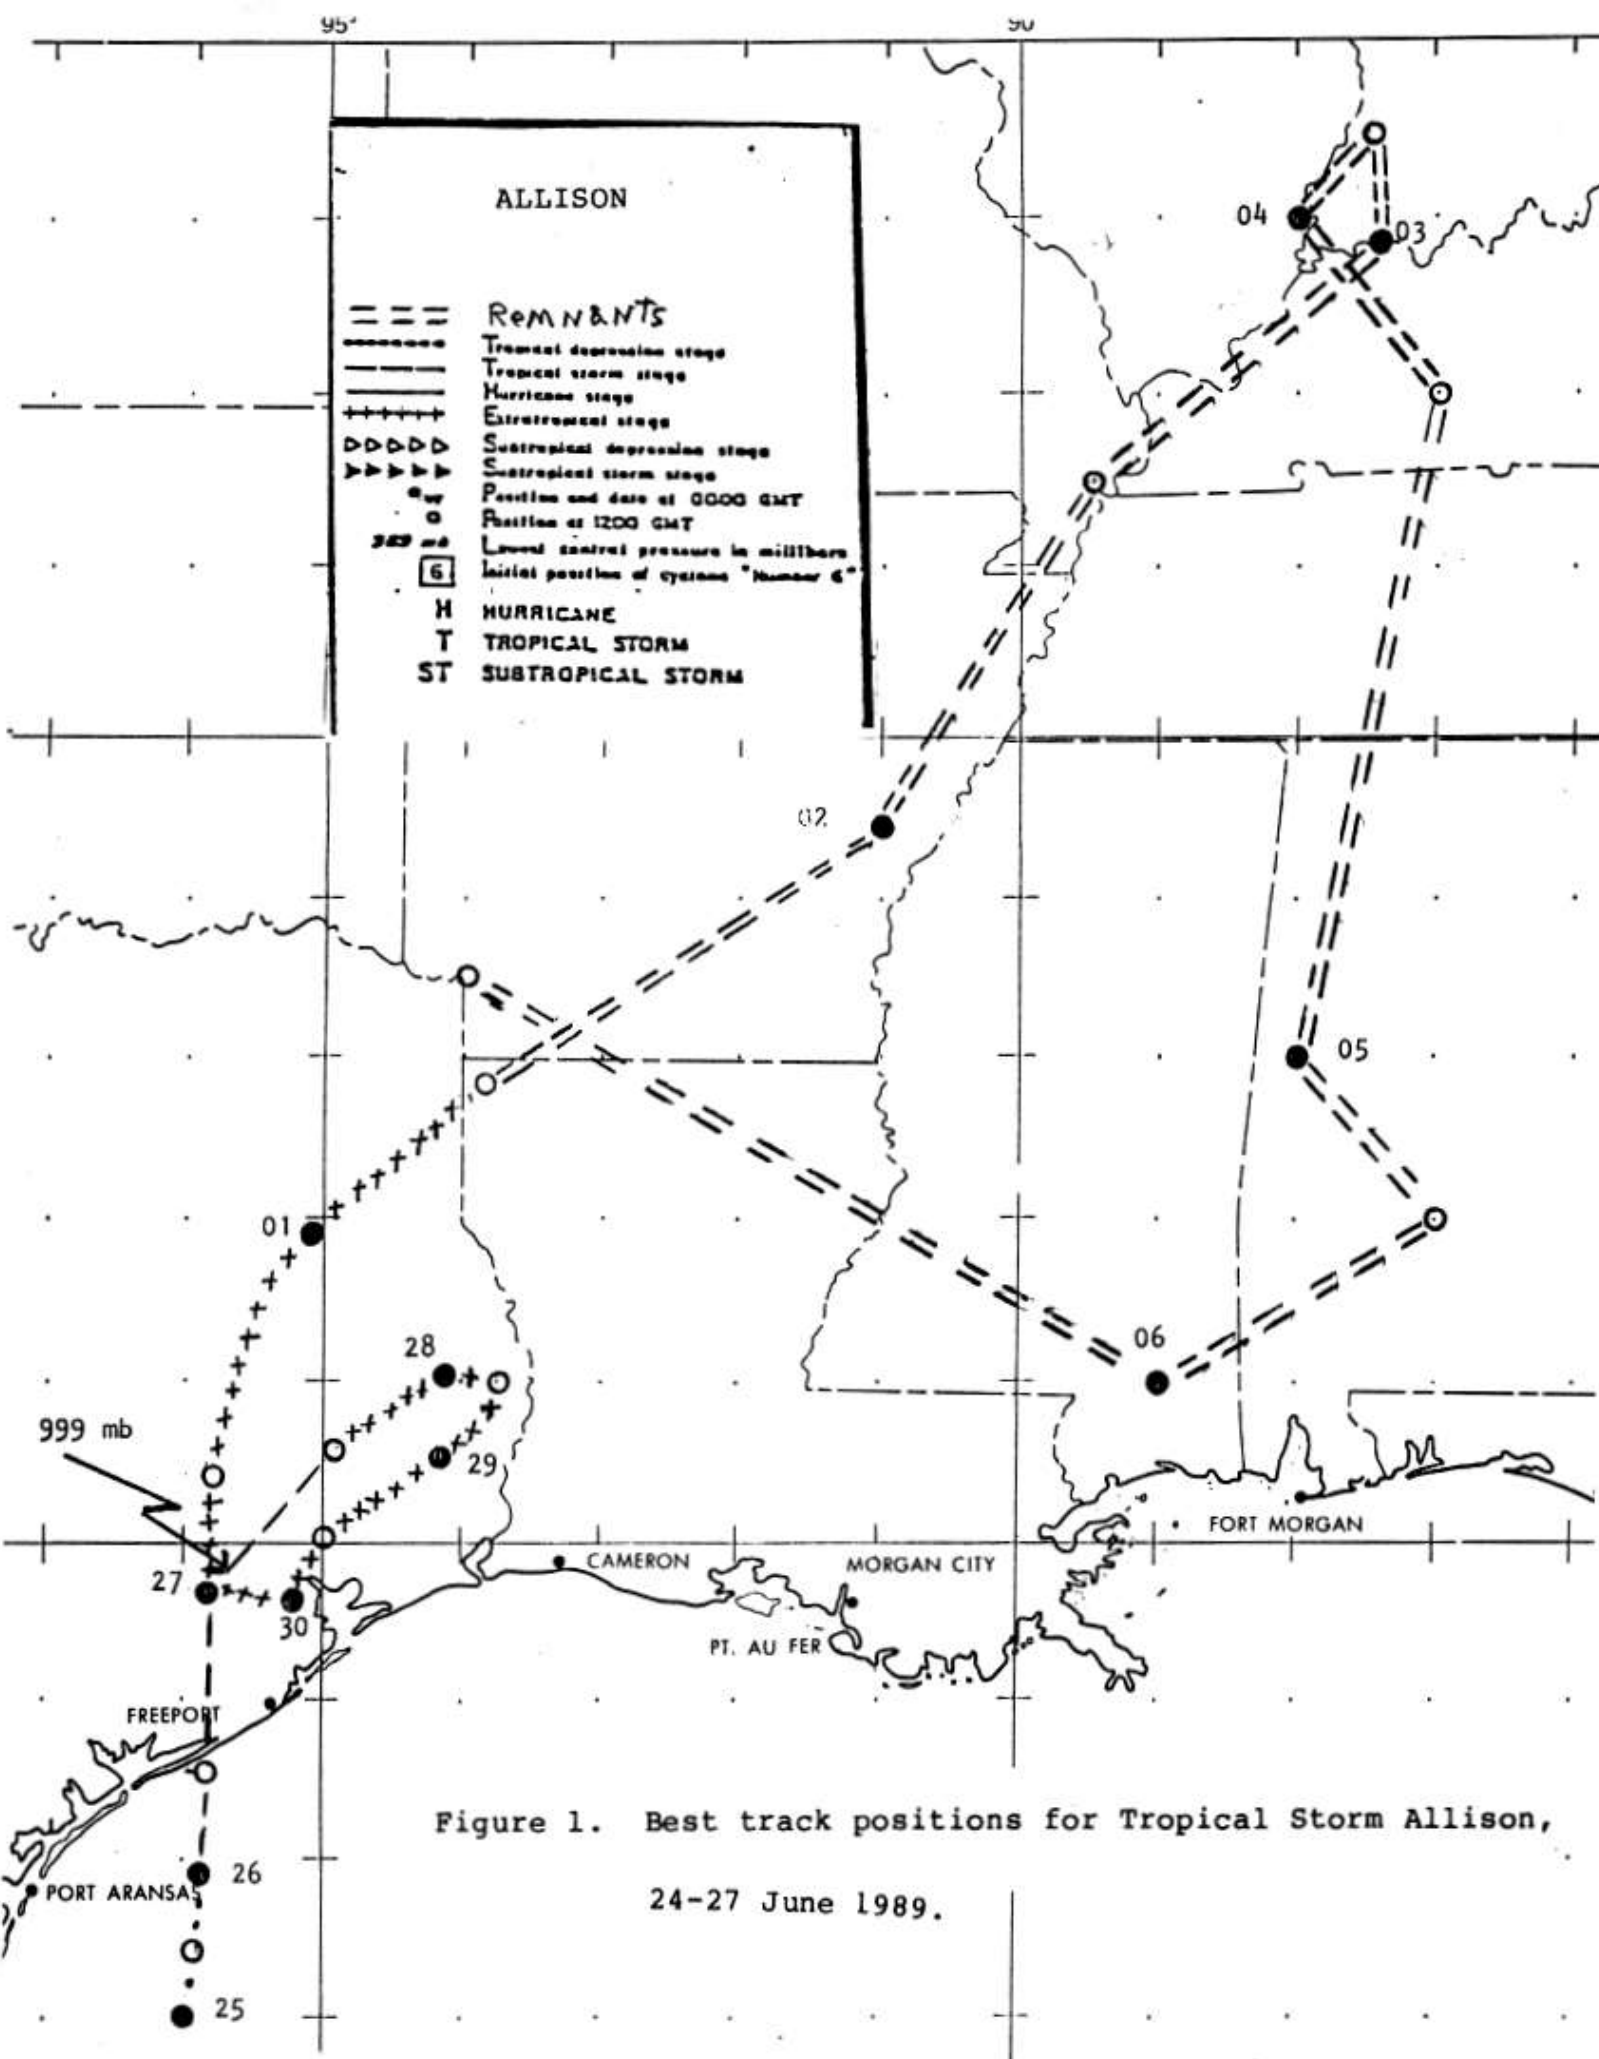 95°
90
ALLISON
REMNANTS
Tropical depression stage
Tropical storm stage
Hurricane stage
Extratropical stage
Subtropical depression stage
Subtropical storm stage
Position and date at 0000 GMT
Position at 1200 GMT
989 mb Lowest central pressure in millibars
6 Initial position of cyclone "Number 6"
H HURRICANE
T TROPICAL STORM
ST SUBTROPICAL STORM
04
03
02
05
01
28
06
999 mb
29
FORT MORGAN
27
CAMERON
MORGAN CITY
30
PT. AU FER
FREEPORT
Figure 1. Best track positions for Tropical Storm Allison,
26
PORT ARANSAS
24-27 June 1989.
25